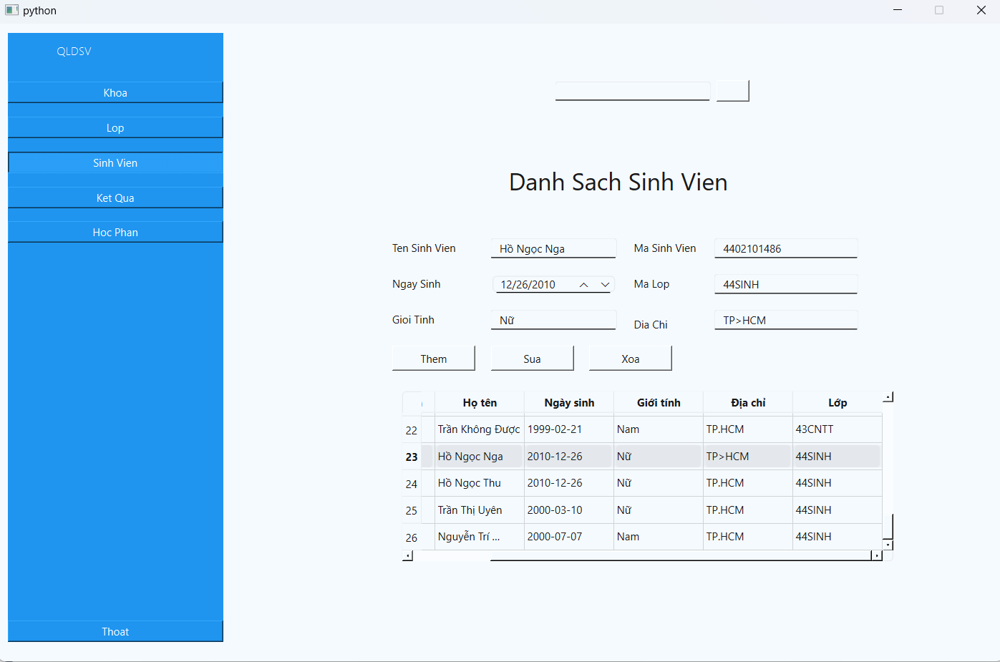 python
QLDSV
Khoa
Lop
Sinh Vien
Ket Qua
Hoc Phan
Thoat
Danh Sach Sinh Vien
Ten Sinh Vien Hồ Ngọc Nga Ma Sinh Vien 4402101486
Ngay Sinh 12/26/2010 Ma Lop 44SINH
Gioi Tinh Nữ Dia Chi TP>HCM
Them Sua Xoa
Họ tên Ngày sinh Giới tính Địa chỉ Lớp
22 Trần Không Được 1999-02-21 Nam TP.HCM 43CNTT
23 Hồ Ngọc Nga 2010-12-26 Nữ TP>HCM 44SINH
24 Hồ Ngọc Thu 2010-12-26 Nữ TP.HCM 44SINH
25 Trần Thị Uyên 2000-03-10 Nữ TP.HCM 44SINH
26 Nguyễn Trí ... 2000-07-07 Nam TP.HCM 44SINH